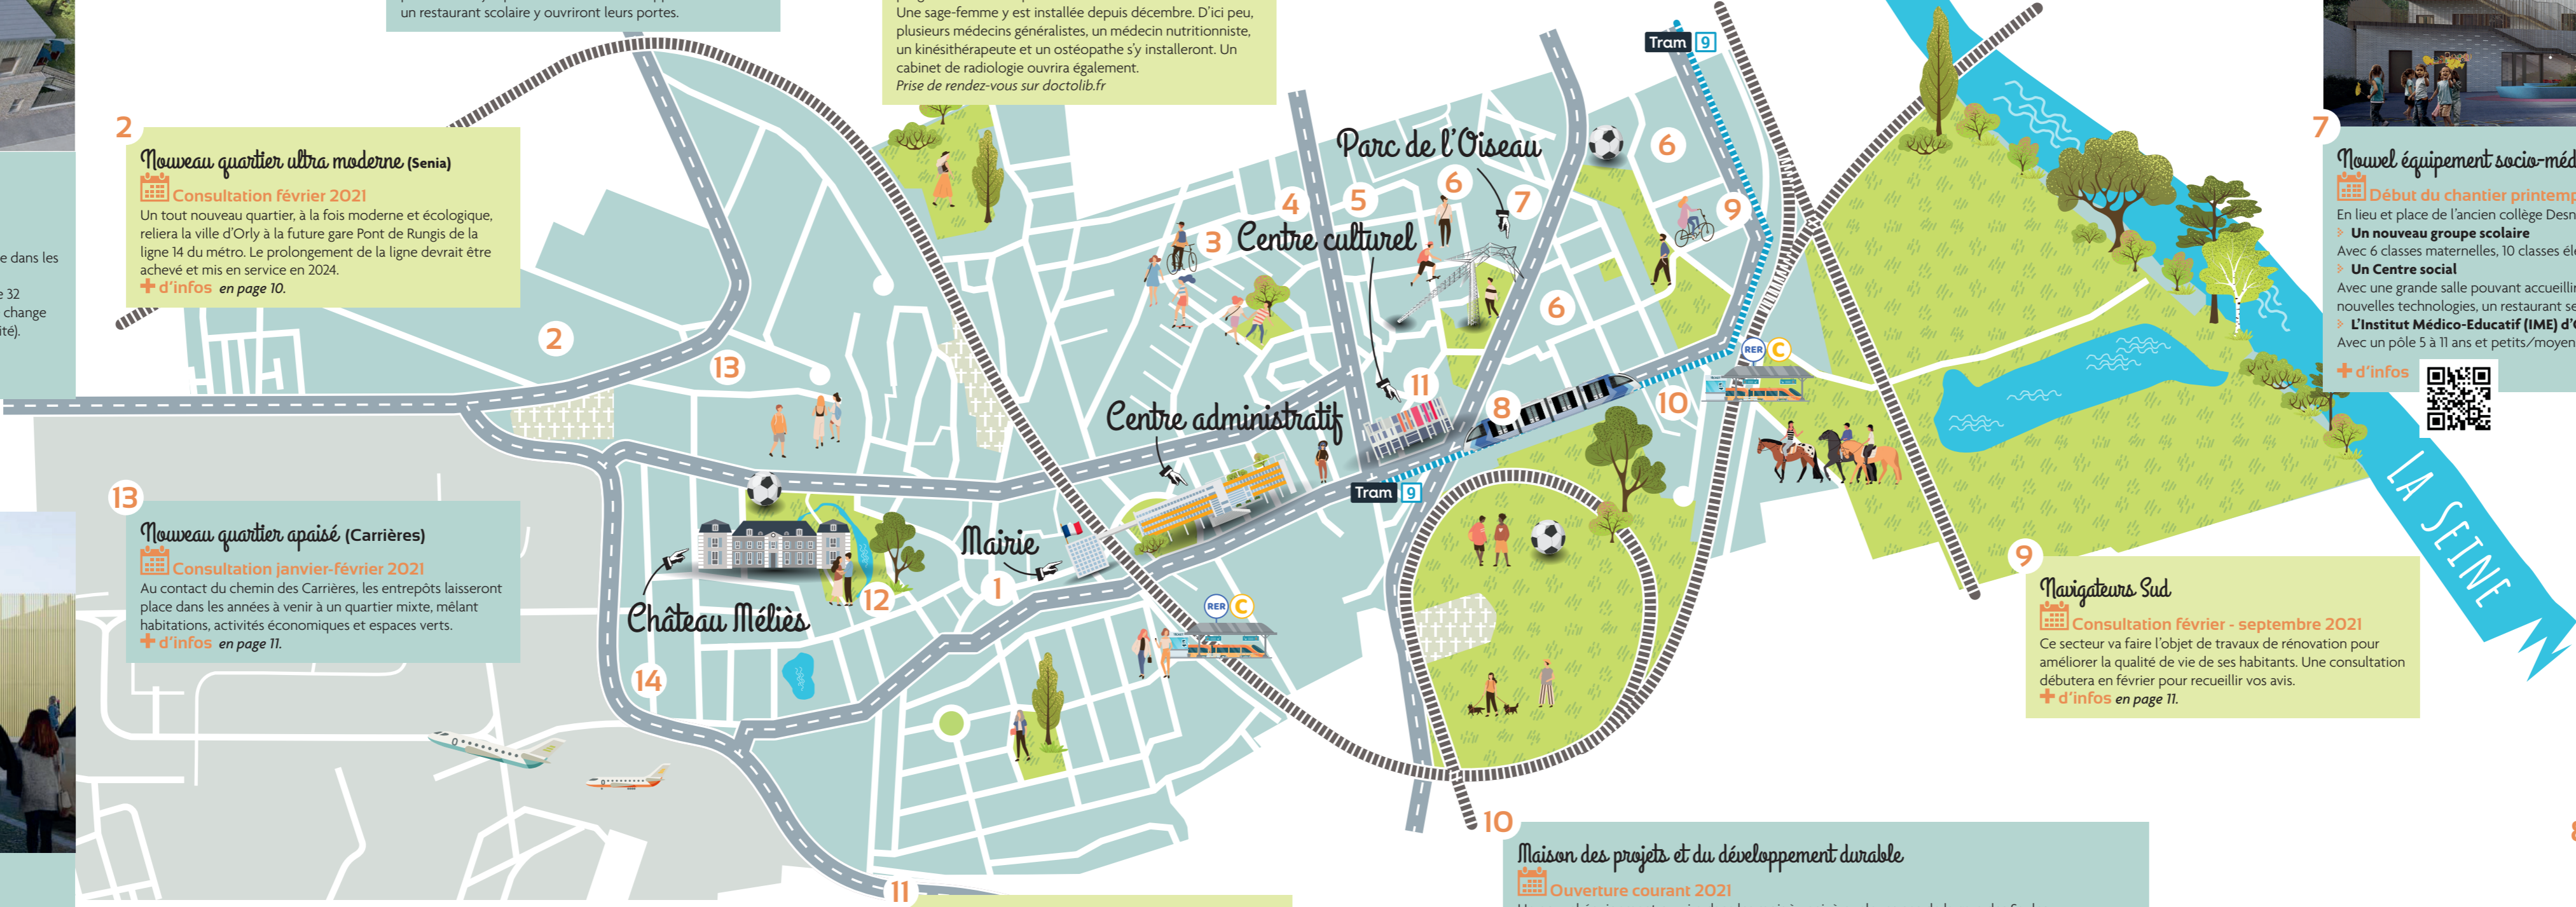 un restaurant scolaire y ouvriront leurs portes.
Une sage-femme y est installée depuis décembre. D'ici peu,
plusieurs médecins généralistes, un médecin nutritionniste,
un kinésithérapeute et un ostéopathe s'y installeront. Un
cabinet de radiologie ouvrira également.
Prise de rendez-vous sur doctolib.fr
2
Nouveau quartier ultra moderne (Senia)
Consultation février 2021
Un tout nouveau quartier, à la fois moderne et écologique,
reliera la ville d'Orly à la future gare Pont de Rungis de la
ligne 14 du métro. Le prolongement de la ligne devrait être
achevé et mis en service en 2024.
+ d'infos en page 10.
e dans les
e 32
change
ité).
13
Nouveau quartier apaisé (Carrières)
Consultation janvier-février 2021
Au contact du chemin des Carrières, les entrepôts laisseront
place dans les années à venir à un quartier mixte, mêlant
habitations, activités économiques et espaces verts.
+ d'infos en page 11.
Tram 9
Parc de l'Oiseau
6
6
7
4
5
9
3
Centre culturel
6
2
13
RER C
11
8
10
Centre administratif
Tram 9
Mairie
1
12
Château Méliès
RER C
14
LA SEINE
7
Nouvel équipement socio-méd
Début du chantier printemp
En lieu et place de l'ancien collège Desn
Un nouveau groupe scolaire
Avec 6 classes maternelles, 10 classes éle
Un Centre social
Avec une grande salle pouvant accueillir
nouvelles technologies, un restaurant se
L'Institut Médico-Educatif (IME) d'O
Avec un pôle 5 à 11 ans et petits/moyen
+ d'infos
9
Navigateurs Sud
Consultation février - septembre 2021
Ce secteur va faire l'objet de travaux de rénovation pour
améliorer la qualité de vie de ses habitants. Une consultation
débutera en février pour recueillir vos avis.
+ d'infos en page 11.
10
Maison des projets et du développement durable
Ouverture courant 2021
11